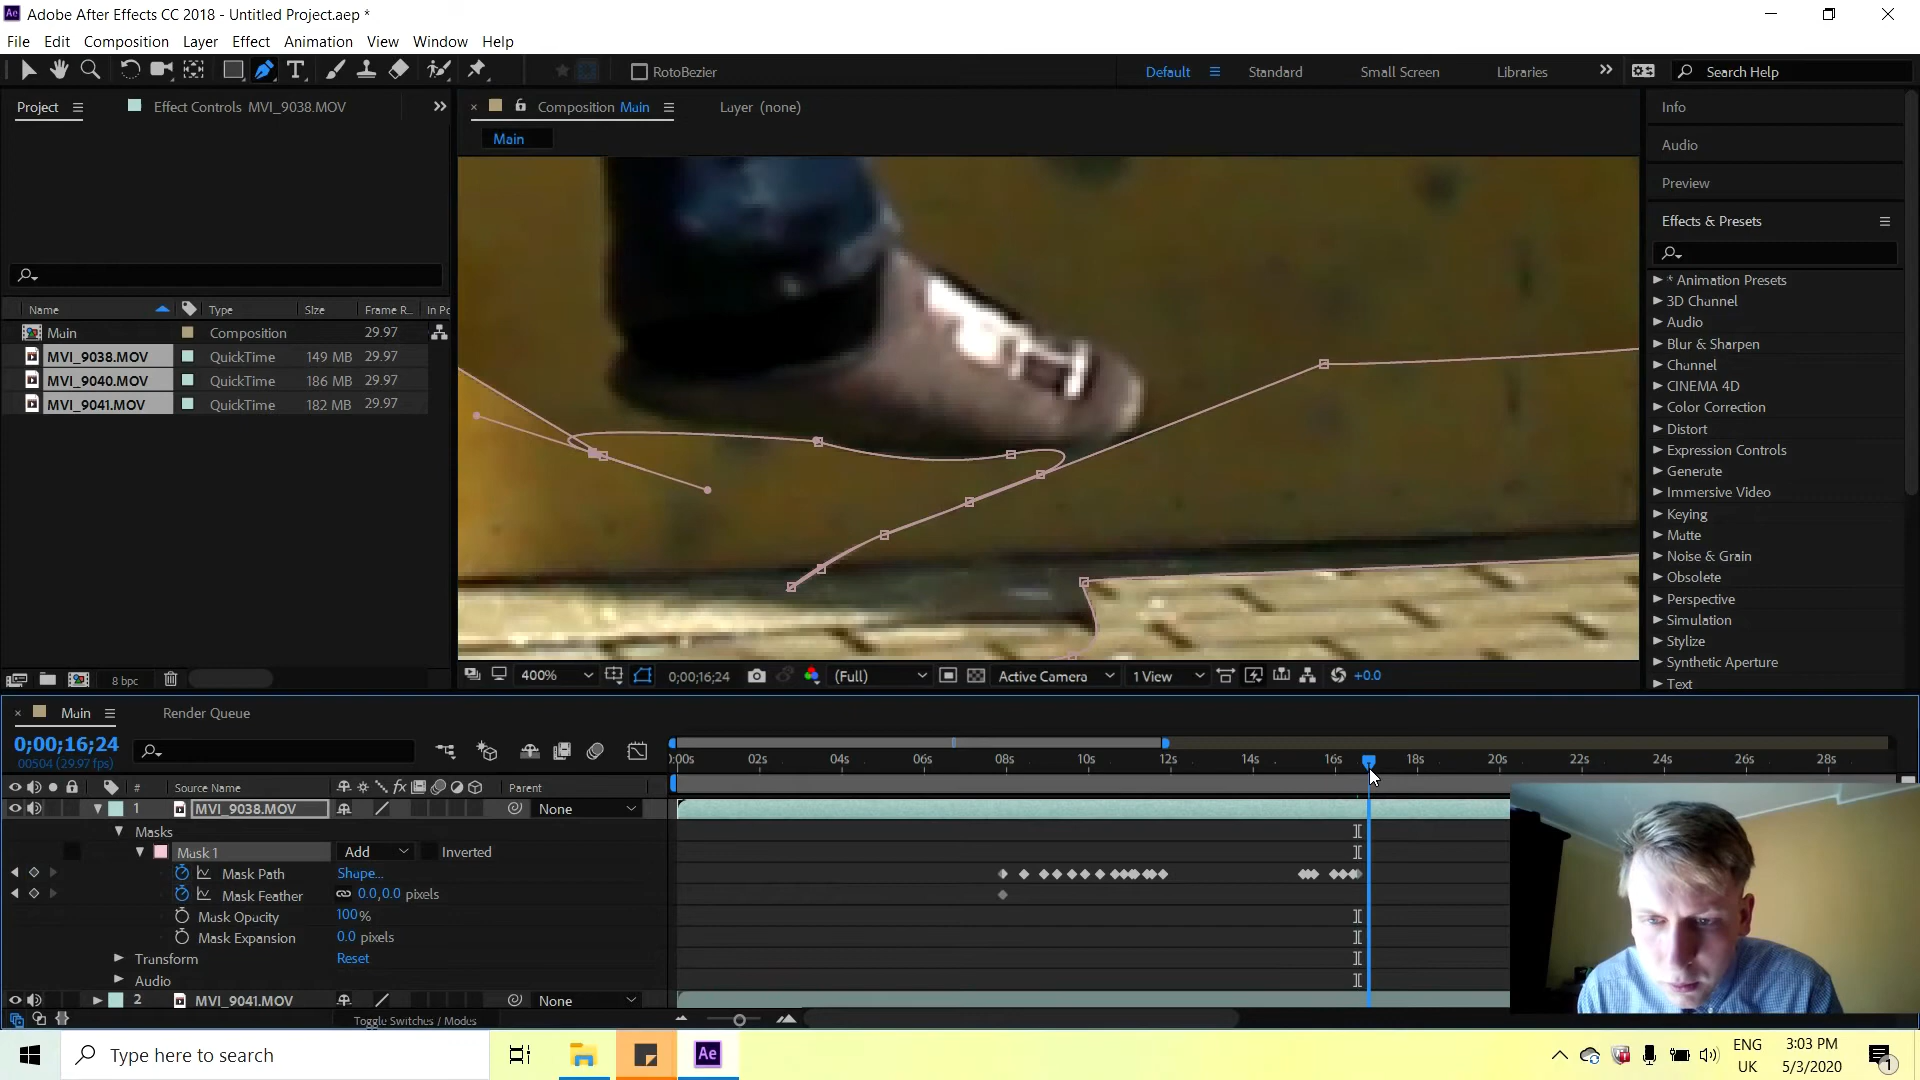 Adobe After Effects CC 2018 - Untitled Project.aep *
File Edit Composition Layer Effect Animation View Window Help
RotoBezier
Default Standard Small Screen Libraries Search Help
Project Effect Controls MVI_9038.MOV
Composition Main Layer (none)
Main
Name Type Size Frame R... In Po
Main Composition 29.97
MVI_9038.MOV QuickTime 149 MB 29.97
MVI_9040.MOV QuickTime 186 MB 29.97
MVI_9041.MOV QuickTime 182 MB 29.97
8 bpc
400% 0;00;16;24 (Full) Active Camera 1 View +0.0
Info
Audio
Preview
Effects & Presets
* Animation Presets
3D Channel
Audio
Blur & Sharpen
Channel
CINEMA 4D
Color Correction
Distort
Expression Controls
Generate
Immersive Video
Keying
Matte
Noise & Grain
Obsolete
Perspective
Simulation
Stylize
Synthetic Aperture
Text
Main Render Queue
0;00;16;24
00504 (29.97 fps)
0:00s 02s 04s 06s 08s 10s 12s 14s 16s 18s 20s 22s 24s 26s 28s
# Source Name fx Parent
1 MVI_9038.MOV None
Masks
Mask 1 Add Inverted
Mask Path Shape...
Mask Feather 0.0,0.0 pixels
Mask Opacity 100%
Mask Expansion 0.0 pixels
Transform Reset
Audio
2 MVI_9041.MOV None
Toggle Switches / Modes
Type here to search
Ae
ENG
UK
3:03 PM
5/3/2020
1